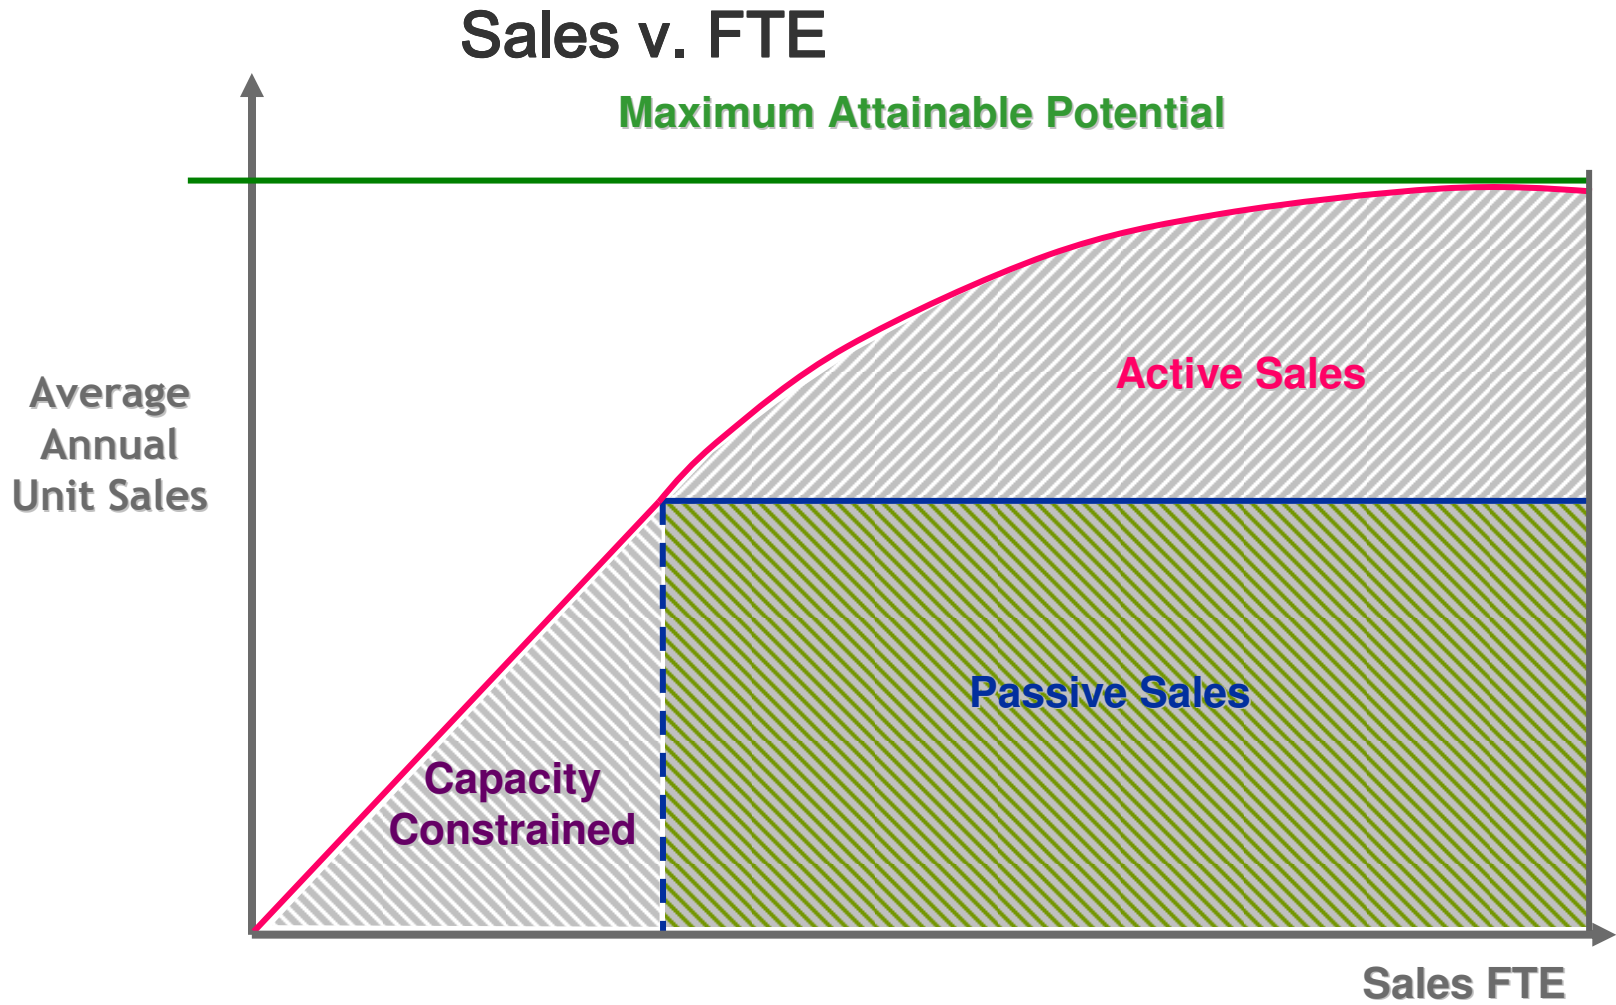 Sales v. FTE
Maximum Attainable Potential
Average
Annual
Unit Sales
Active Sales
Passive Sales
Capacity
Constrained
Sales FTE